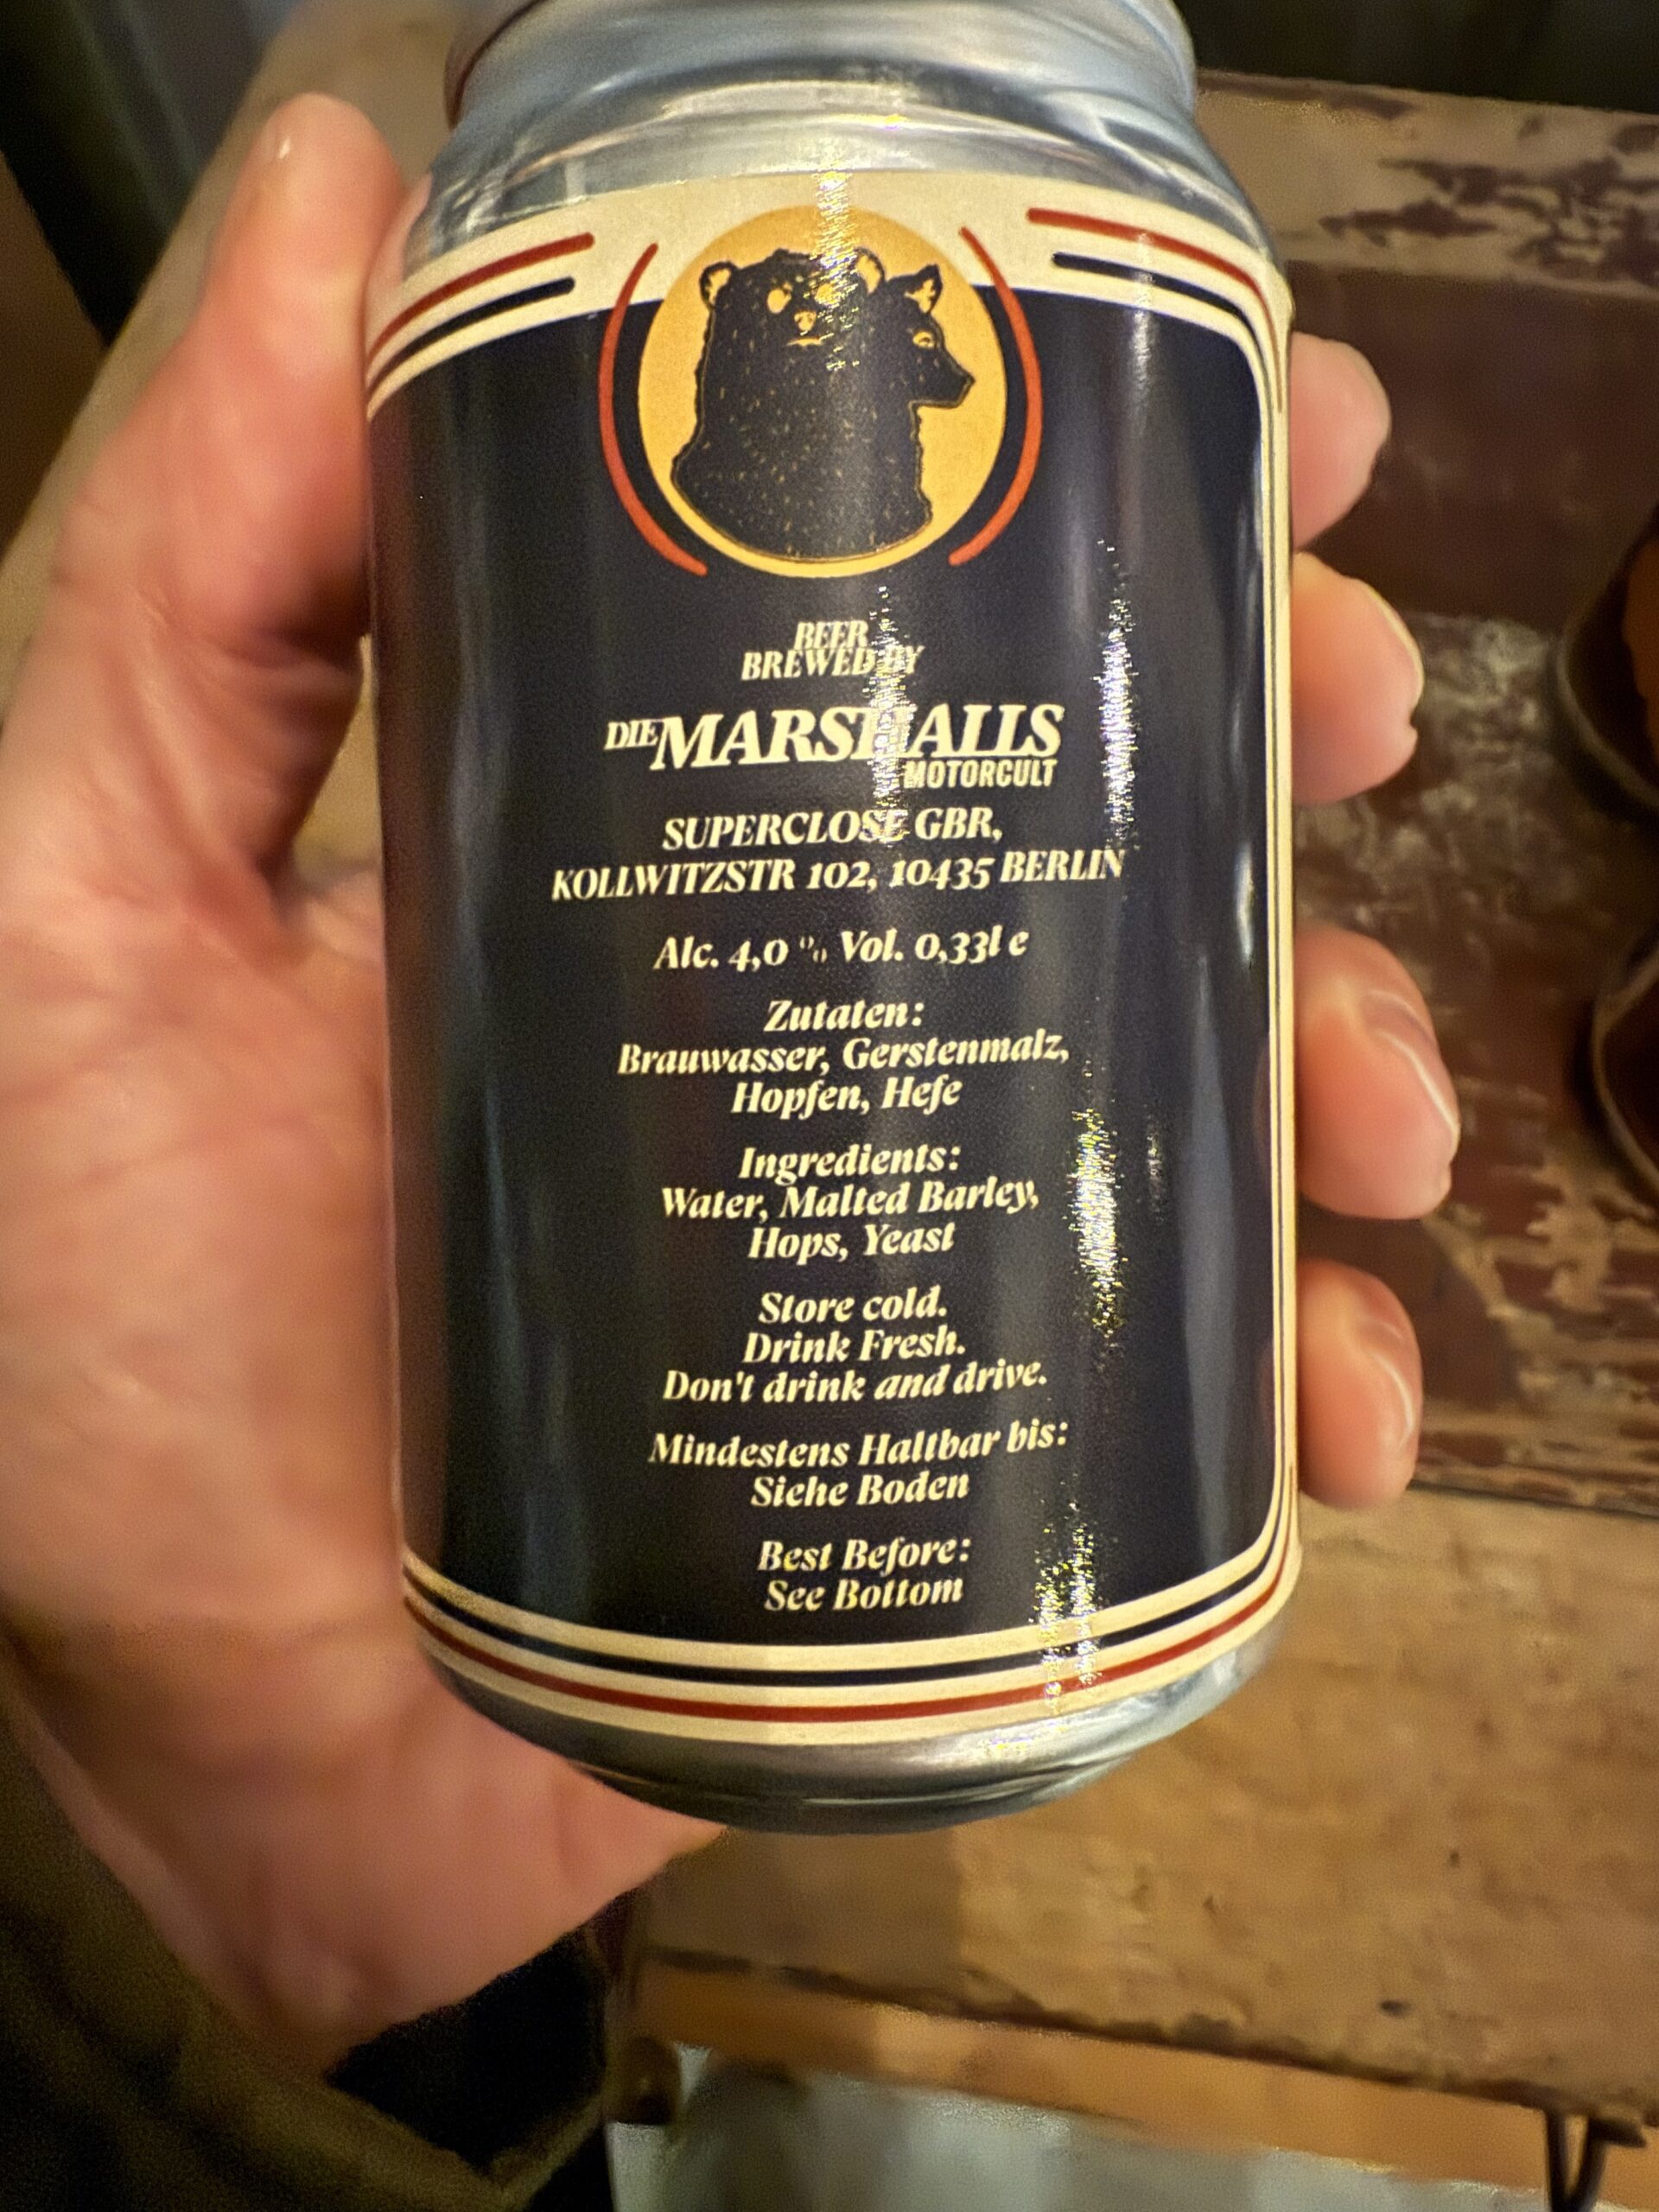 BEER
BREWED BY
DIE MARSHALLS
MOTORCULT
SUPERCLOSE GBR,
KOLLWITZSTR 102, 10435 BERLIN
Alc. 4,0 % Vol. 0,33l e
Zutaten:
Brauwasser, Gerstenmalz,
Hopfen, Hefe
Ingredients:
Water, Malted Barley,
Hops, Yeast
Store cold.
Drink Fresh.
Don't drink and drive.
Mindestens Haltbar bis:
Siehe Boden
Best Before:
See Bottom